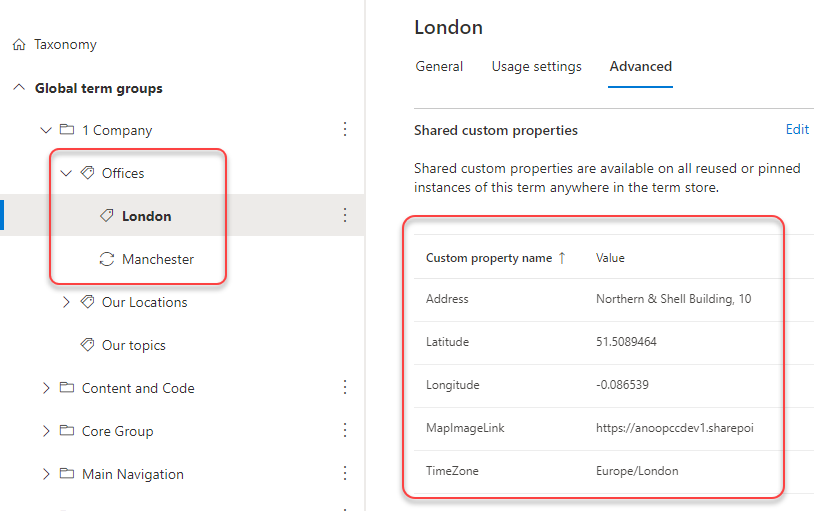 Taxonomy
Global term groups
1 Company
Offices
London
Manchester
Our Locations
Our topics
Content and Code
Core Group
Main Navigation
London
General Usage settings Advanced
Shared custom properties Edit
Shared custom properties are available on all reused or pinned
instances of this term anywhere in the term store.
Custom property name ↑ Value
Address Northern & Shell Building, 10
Latitude 51.5089464
Longitude -0.086539
MapImageLink https://anoopccdev1.sharepoi
TimeZone Europe/London